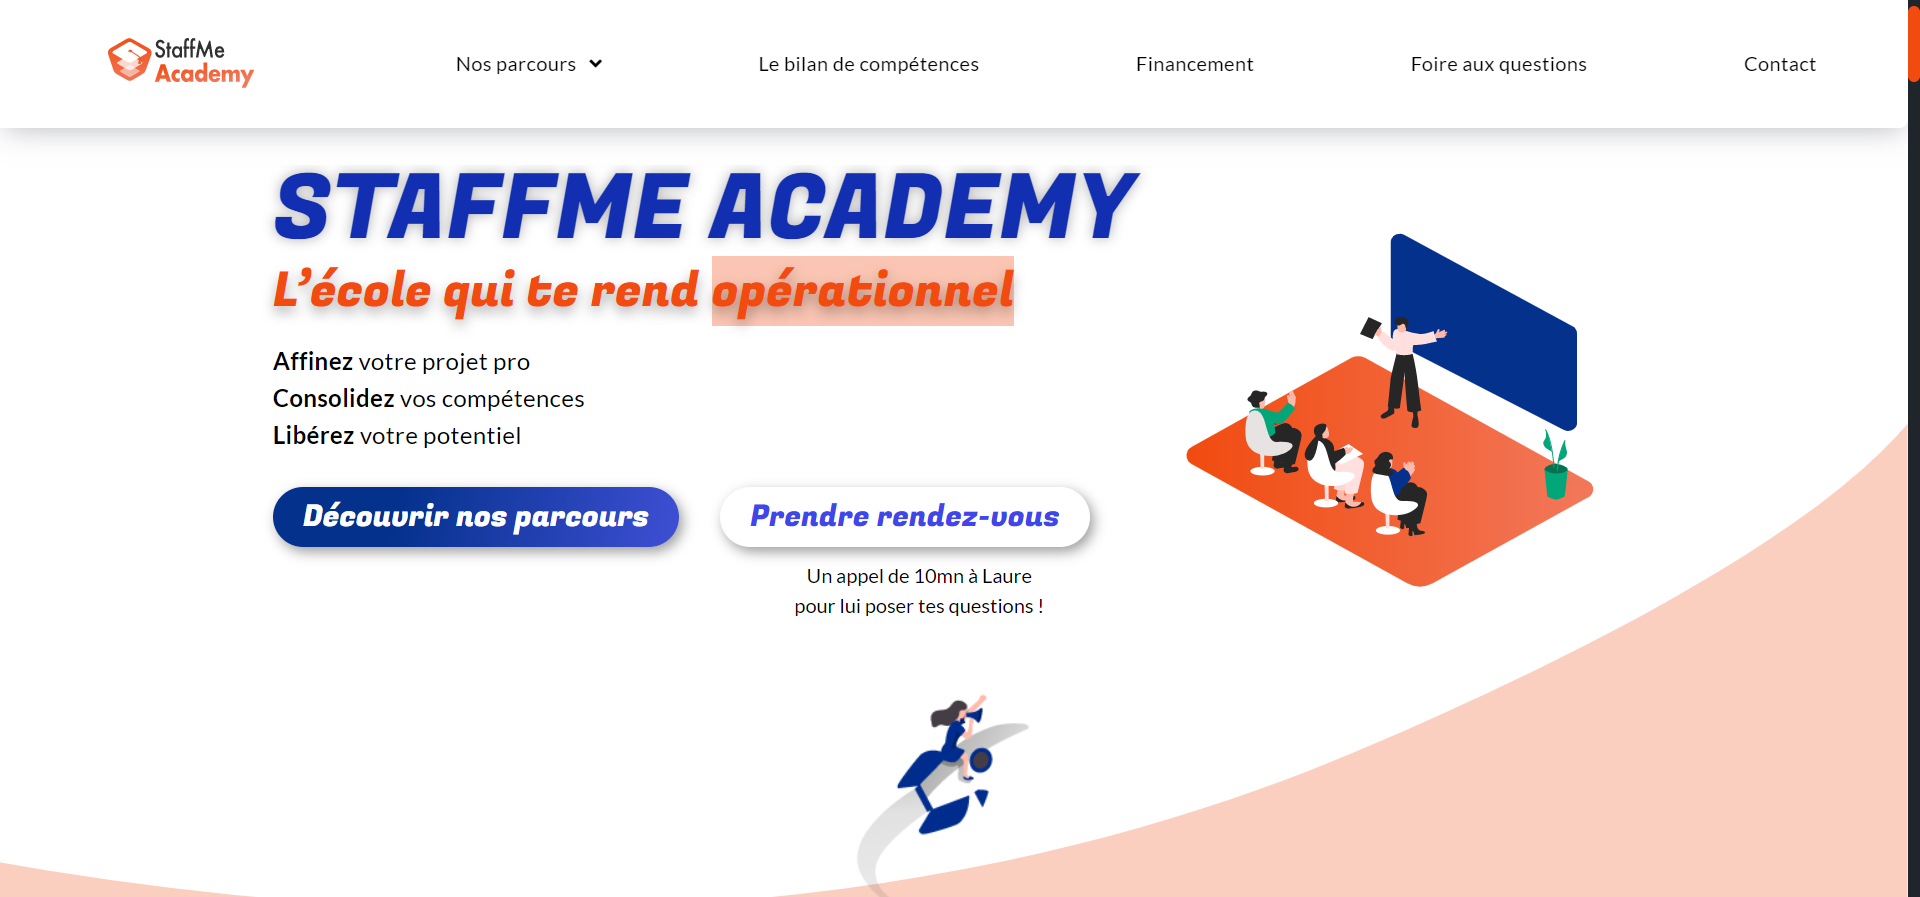 StaffMe
Academy
Nos parcours
Le bilan de compétences
Financement
Foire aux questions
Contact
STAFFME ACADEMY
L’école qui te rend opérationnel
Affinez votre projet pro
Consolidez vos compétences
Libérez votre potentiel
Découvrir nos parcours
Prendre rendez-vous
Un appel de 10mn à Laure
pour lui poser tes questions !